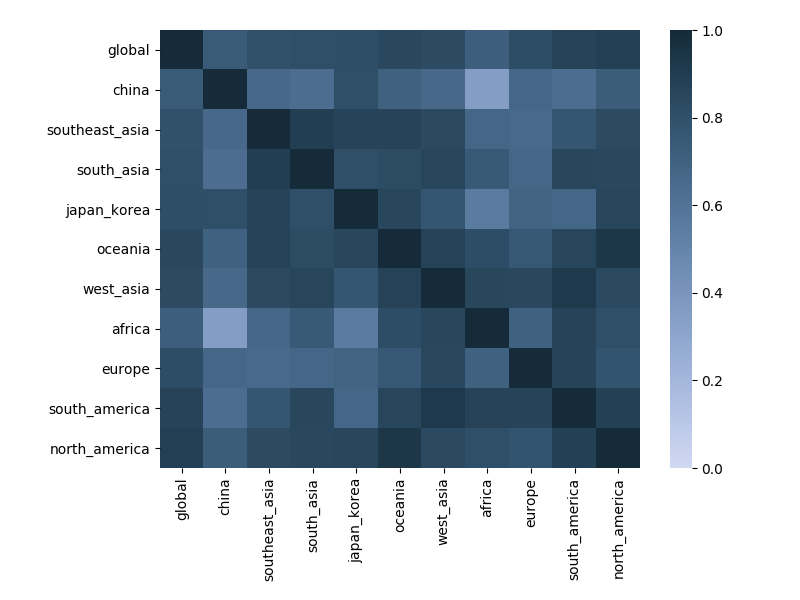 global
china
southeast_asia
south_asia
japan_korea
oceania
west_asia
africa
europe
south_america
north_america
global
china
southeast_asia
south_asia
japan_korea
oceania
west_asia
africa
europe
south_america
north_america
1.0
0.8
0.6
0.4
0.2
0.0